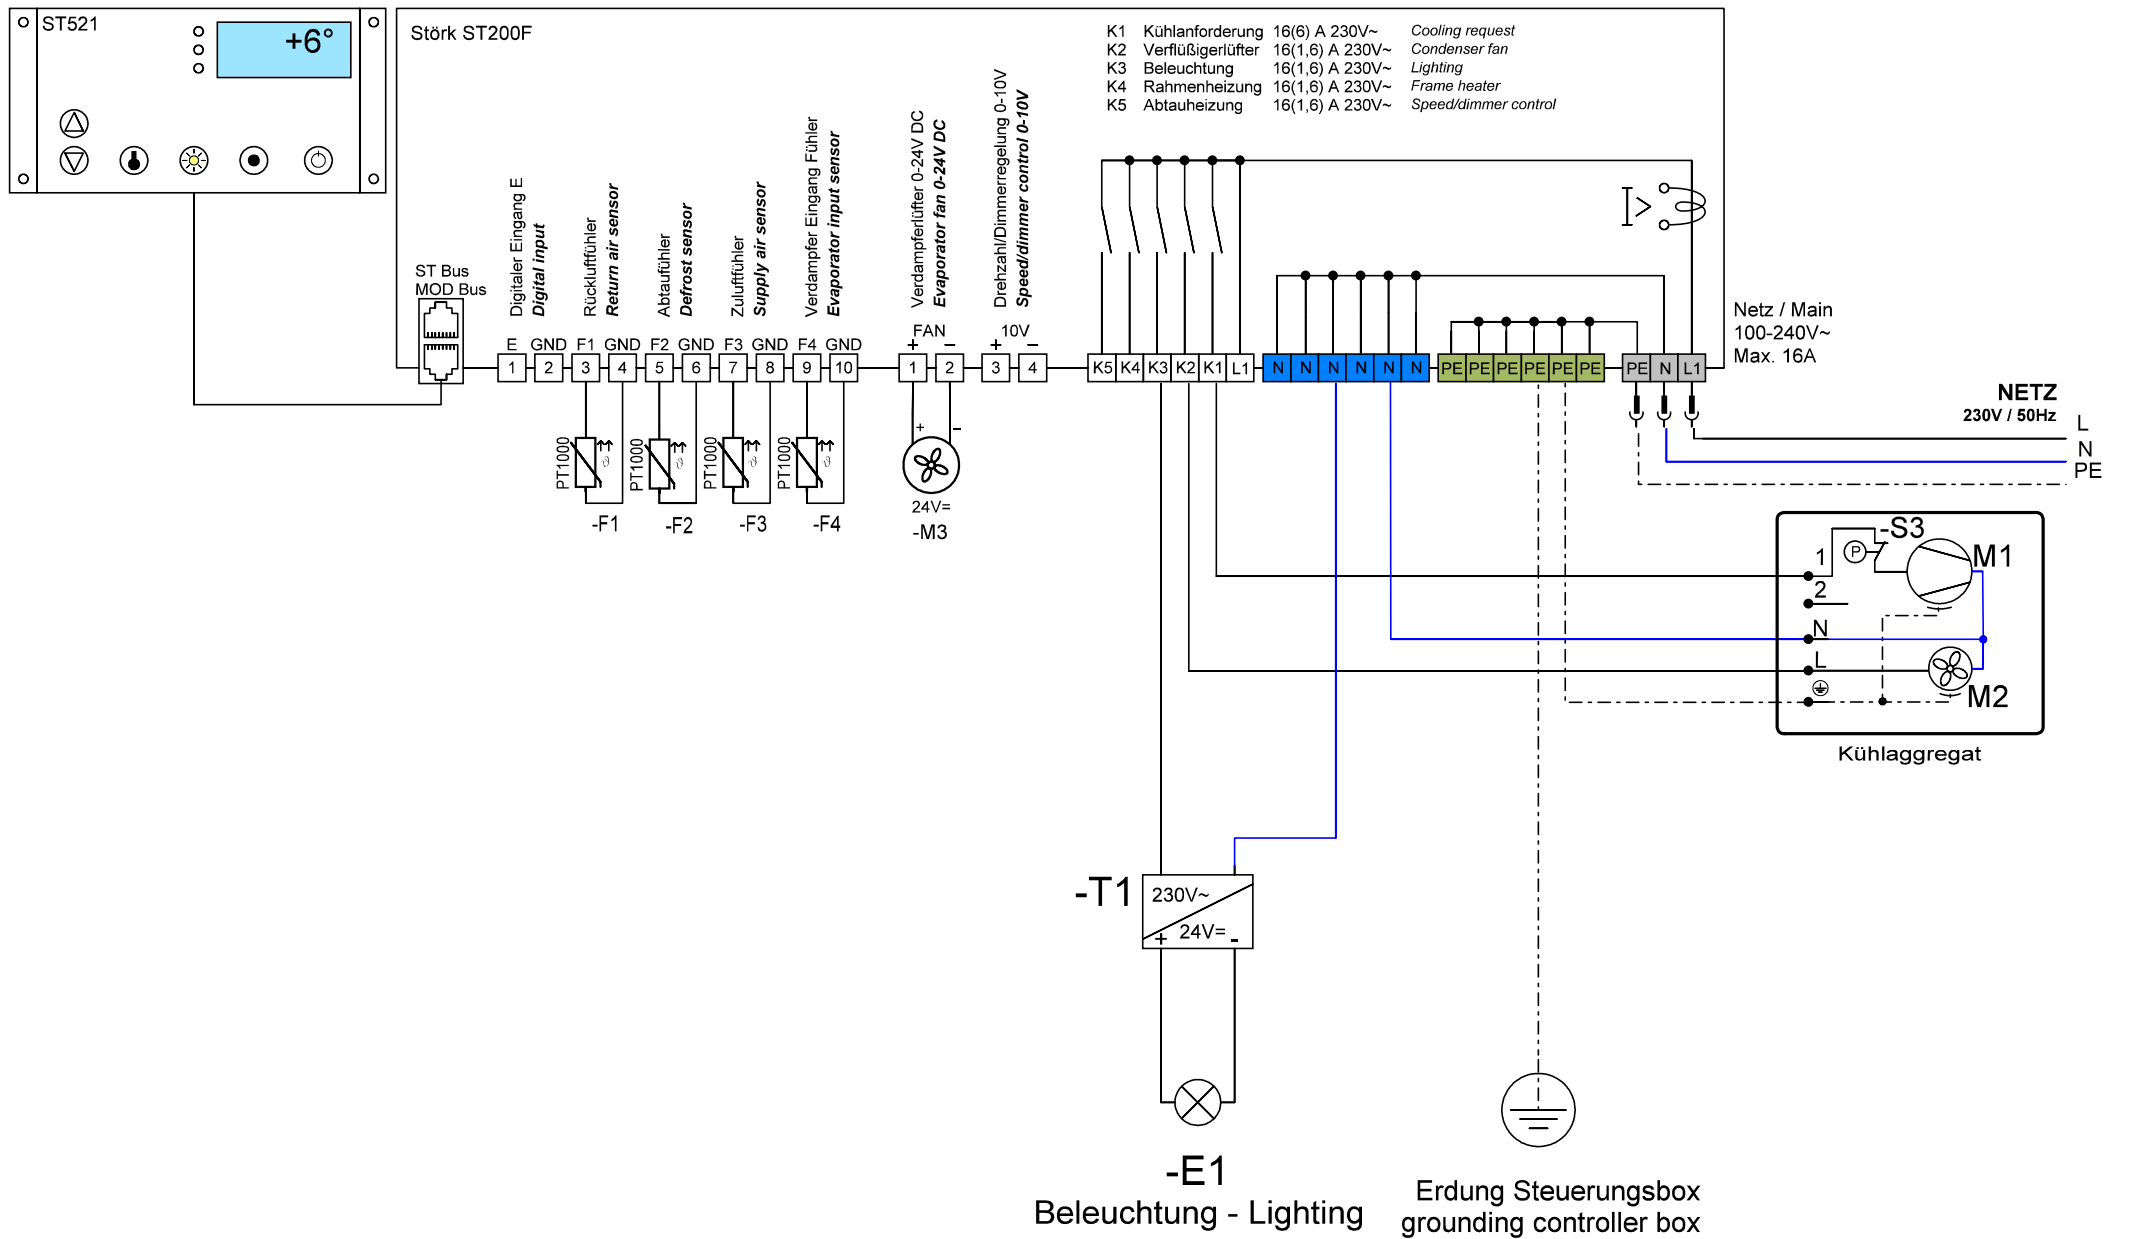 ST521
+6°
Störk ST200F
K1 Kühlanforderung 16(6) A 230V~ Cooling request
K2 Verflüßigerlüfter 16(1,6) A 230V~ Condenser fan
K3 Beleuchtung 16(1,6) A 230V~ Lighting
K4 Rahmenheizung 16(1,6) A 230V~ Frame heater
K5 Abtauheizung 16(1,6) A 230V~ Speed/dimmer control
ST Bus
MOD Bus
Digitaler Eingang E
Digital input
Rückluftfühler
Return air sensor
Abtaufühler
Defrost sensor
Zuluftfühler
Supply air sensor
Verdampfer Eingang Fühler
Evaporator input sensor
Verdampferlüfter 0-24V DC
Evaporator fan 0-24V DC
Drehzahl/Dimmerregelung 0-10V
Speed/dimmer control 0-10V
E GND F1 GND F2 GND F3 GND F4 GND
FAN
+ −
10V
+ −
1 2 3 4 5 6 7 8 9 10
1 2
3 4
K5 K4 K3 K2 K1 L1
N N N N N N
PE PE PE PE PE PE
PE N L1
Netz / Main
100-240V~
Max. 16A
NETZ
230V / 50Hz
L
N
PE
PT1000
ϑ
-F1
PT1000
ϑ
-F2
PT1000
ϑ
-F3
PT1000
ϑ
-F4
+ −
24V=
-M3
1
2
N
L
P
-S3
M1
M2
Kühlaggregat
-T1
230V~
24V=
+ -
-E1
Beleuchtung - Lighting
Erdung Steuerungsbox
grounding controller box